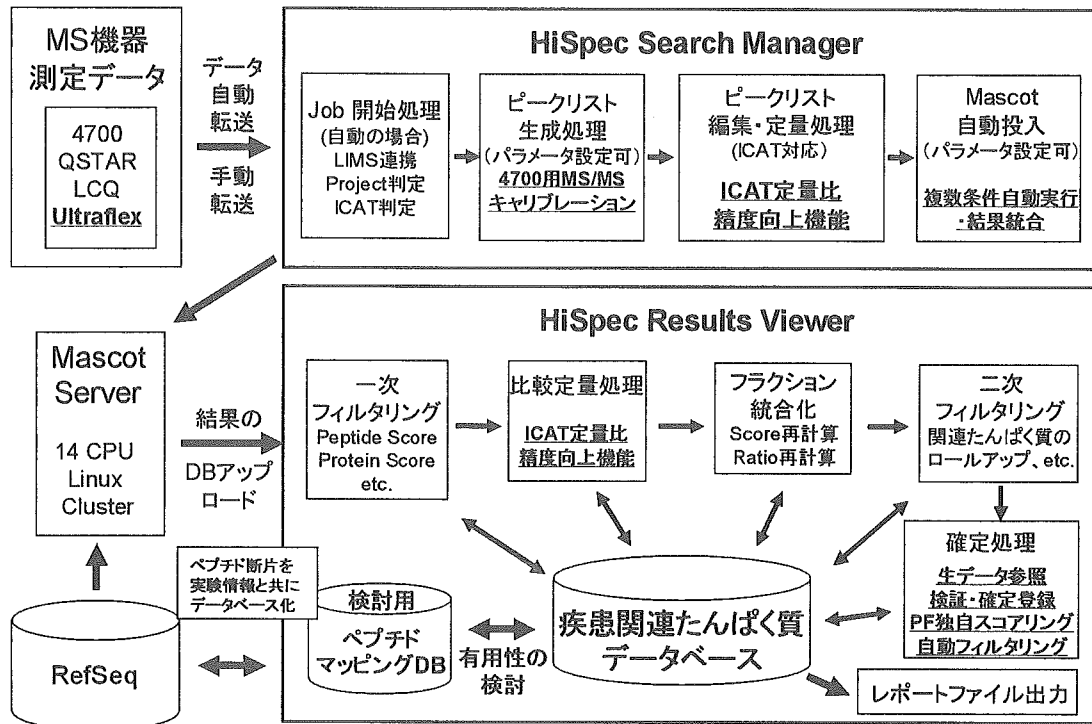 MS機器
測定データ
4700
QSTAR
LCQ
Ultraflex
データ
自動
転送
手動
転送
HiSpec Search Manager
Job 開始処理
(自動の場合)
LIMS連携
Project判定
ICAT判定
ピークリスト
生成処理
(パラメータ設定可)
4700用MS/MS
キャリブレーション
ピークリスト
編集・定量処理
(ICAT対応)
ICAT定量比
精度向上機能
Mascot
自動投入
(パラメータ設定可)
複数条件自動実行
・結果統合
Mascot
Server
14 CPU
Linux
Cluster
結果の
DBアップ
ロード
HiSpec Results Viewer
一次
フィルタリング
Peptide Score
Protein Score
etc.
比較定量処理
ICAT定量比
精度向上機能
フラクション
統合化
Score再計算
Ratio再計算
二次
フィルタリング
関連たんぱく質の
ロールアップ、etc.
確定処理
生データ参照
検証・確定登録
PF独自スコアリング
自動フィルタリング
ペプチド断片を
実験情報と共に
データベース化
RefSeq
検討用
ペプチド
マッピングDB
有用性の
検討
疾患関連たんぱく質
データベース
レポートファイル出力